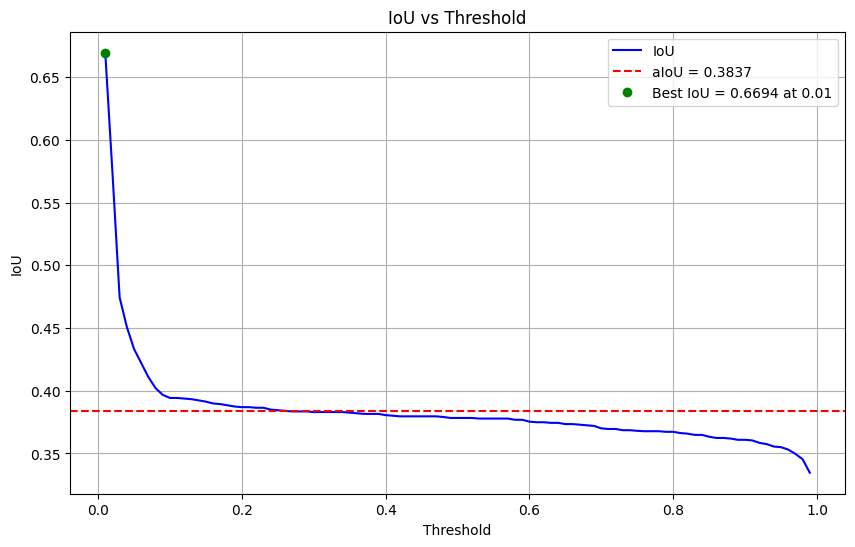 IoU vs Threshold
IoU
aIoU = 0.3837
Best IoU = 0.6694 at 0.01
0.65
0.60
0.55
0.50
0.45
0.40
0.35
IoU
0.0 0.2 0.4 0.6 0.8 1.0
Threshold